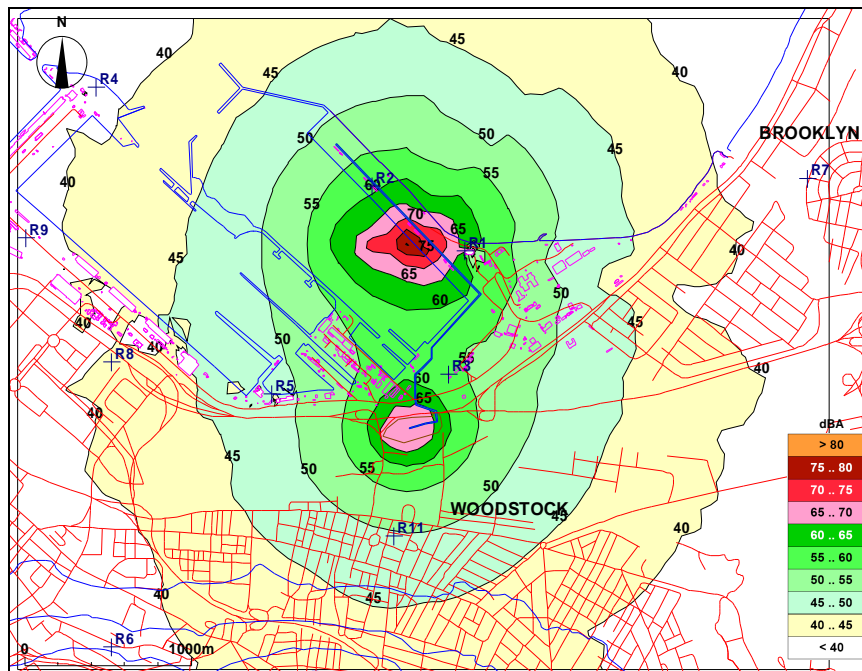 N
40
45
45
40
R4
50
50
BROOKLYN
45
R2
60
55
55
R7
40
70
65
R9
75
R1
40
45
65
60
50
40
50
45
40
55
R8
R3
60
40
R5
65
40
45
50
55
50
WOODSTOCK
45
40
R11
40
45
R6
0
1000m
dBA
> 80
75 .. 80
70 .. 75
65 .. 70
60 .. 65
55 .. 60
50 .. 55
45 .. 50
40 .. 45
< 40